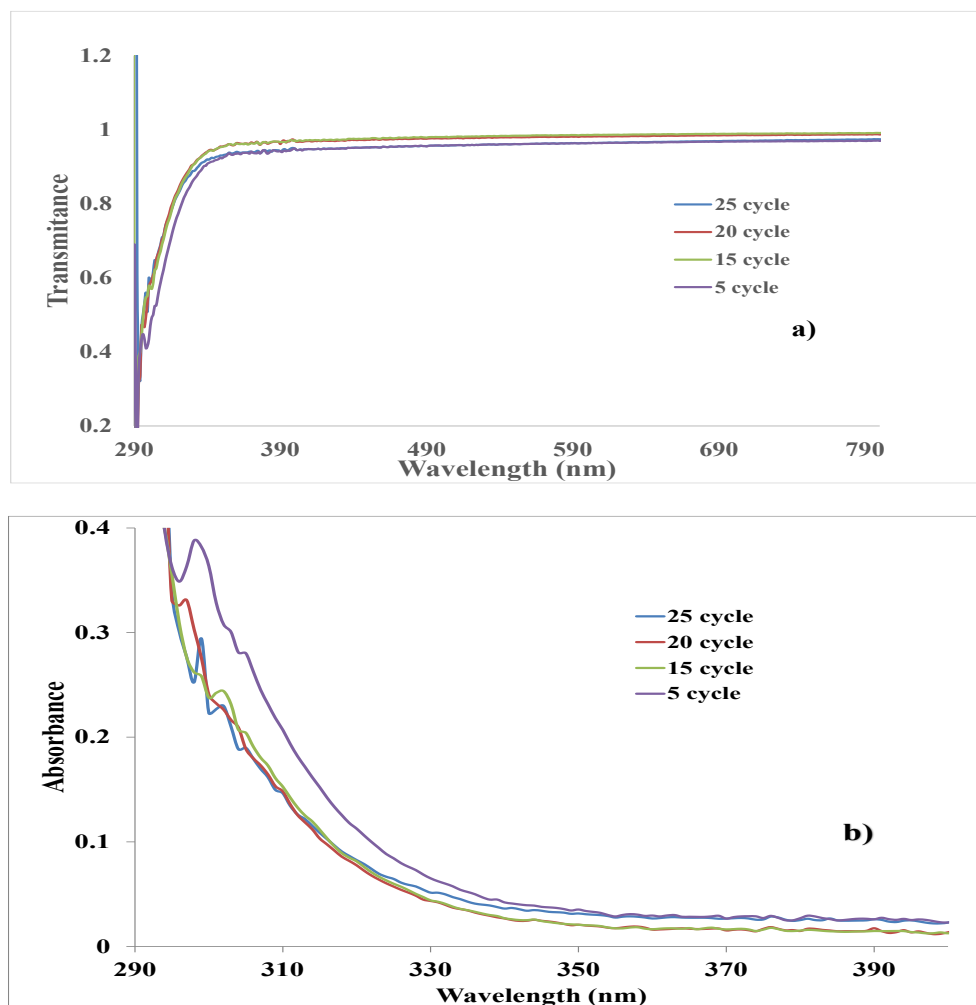 1.2
1
0.8
0.6
0.4
0.2
Transmitance
25 cycle
20 cycle
15 cycle
5 cycle
a)
290 390 490 590 690 790
Wavelength (nm)
0.4
0.3
0.2
0.1
0
Absorbance
25 cycle
20 cycle
15 cycle
5 cycle
b)
290 310 330 350 370 390
Wavelength (nm)